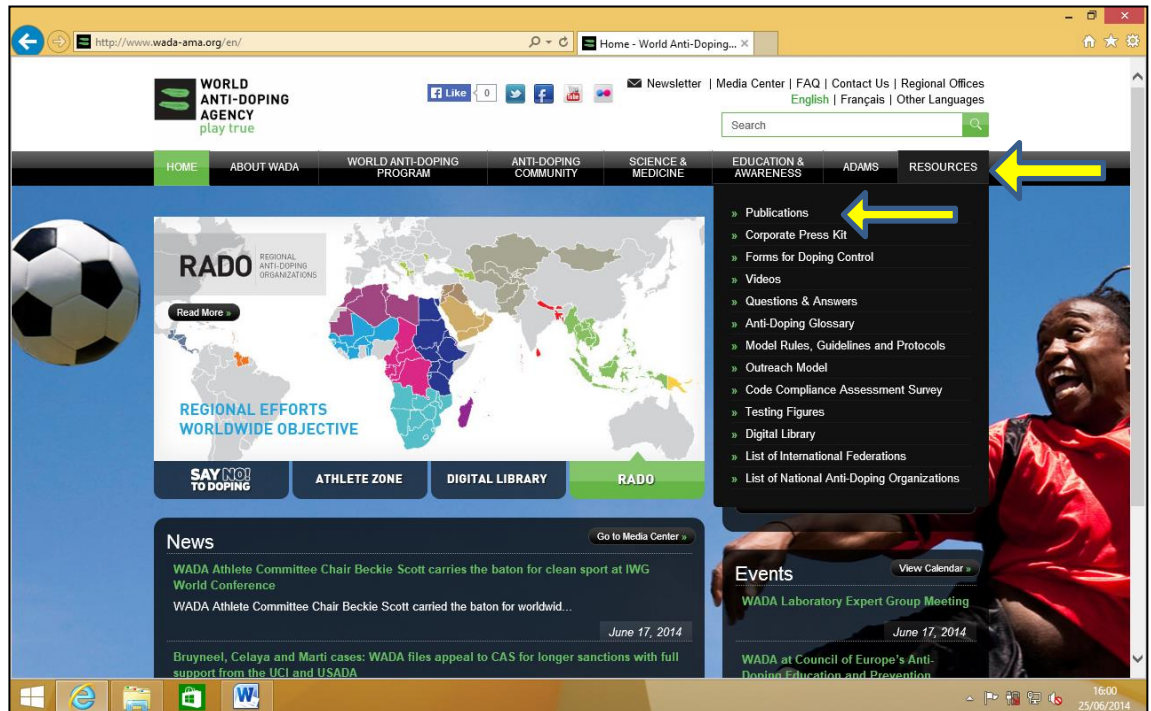 http://www.wada-ama.org/en/
Home - World Anti-Doping...
WORLD
ANTI-DOPING
AGENCY
play true
Like 0
Newsletter | Media Center | FAQ | Contact Us | Regional Offices
English | Français | Other Languages
Search
HOME
ABOUT WADA
WORLD ANTI-DOPING
PROGRAM
ANTI-DOPING
COMMUNITY
SCIENCE &
MEDICINE
EDUCATION &
AWARENESS
ADAMS
RESOURCES
» Publications
» Corporate Press Kit
» Forms for Doping Control
» Videos
» Questions & Answers
» Anti-Doping Glossary
» Model Rules, Guidelines and Protocols
» Outreach Model
» Code Compliance Assessment Survey
» Testing Figures
» Digital Library
» List of International Federations
» List of National Anti-Doping Organizations
RADO
REGIONAL
ANTI-DOPING
ORGANIZATIONS
Read More »
REGIONAL EFFORTS
WORLDWIDE OBJECTIVE
SAY NO!
TO DOPING
ATHLETE ZONE
DIGITAL LIBRARY
RADO
News
Go to Media Center »
WADA Athlete Committee Chair Beckie Scott carries the baton for clean sport at IWG
World Conference
WADA Athlete Committee Chair Beckie Scott carried the baton for worldwid...
June 17, 2014
Bruyneel, Celaya and Marti cases: WADA files appeal to CAS for longer sanctions with full
support from the UCI and USADA
Events
View Calendar »
WADA Laboratory Expert Group Meeting
June 17, 2014
WADA at Council of Europe's Anti-
Doping Education and Prevention
16:00
25/06/2014